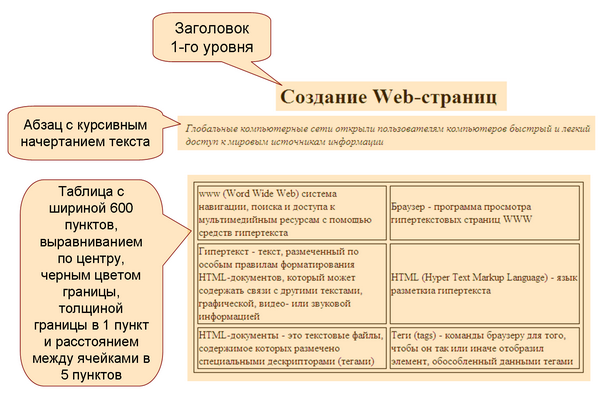 Заголовок
1-го уровня
Создание Web-страниц
Абзац с курсивным
начертанием текста
Глобальные компьютерные сети открыли пользователям компьютеров быстрый и легкий
доступ к мировым источникам информации
Таблица с
шириной 600
пунктов,
выравниванием
по центру,
черным цветом
границы,
толщиной
границы в 1 пункт
и расстоянием
между ячейками в
5 пунктов
www (Word Wide Web) система
навигации, поиска и доступа к
мультимедийным ресурсам с помощью
средств гипертекста
Браузер - программа просмотра
гипертекстовых страниц WWW
Гипертекст - текст, размеченный по
особым правилам форматирования
HTML-документов, который может
содержать связи с другими текстами,
графической, видео- или звуковой
информацией
HTML (Hyper Text Markup Language) - язык
разметкиа гипертекста
HTML-документы - это текстовые файлы,
содержимое которых размечено
специальными дескрипторами (тегами)
Теги (tags) - команды браузеру для того,
чтобы он так или иначе отобразил
элемент, обособленный данными тегами